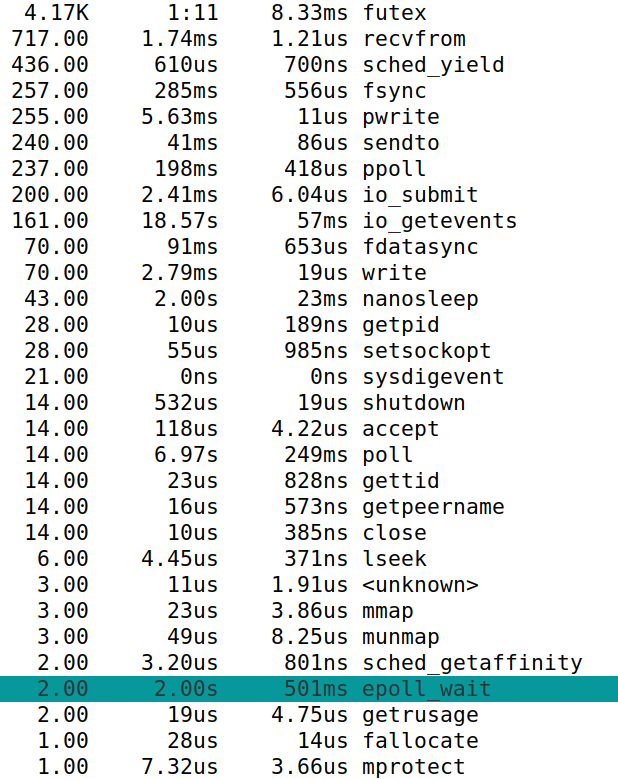 4.17K 1:11 8.33ms futex
717.00 1.74ms 1.21us recvfrom
436.00 610us 700ns sched_yield
257.00 285ms 556us fsync
255.00 5.63ms 11us pwrite
240.00 41ms 86us sendto
237.00 198ms 418us ppoll
200.00 2.41ms 6.04us io_submit
161.00 18.57s 57ms io_getevents
70.00 91ms 653us fdatasync
70.00 2.79ms 19us write
43.00 2.00s 23ms nanosleep
28.00 10us 189ns getpid
28.00 55us 985ns setsockopt
21.00 0ns 0ns sysdigevent
14.00 532us 19us shutdown
14.00 118us 4.22us accept
14.00 6.97s 249ms poll
14.00 23us 828ns gettid
14.00 16us 573ns getpeername
14.00 10us 385ns close
6.00 4.45us 371ns lseek
3.00 11us 1.91us <unknown>
3.00 23us 3.86us mmap
3.00 49us 8.25us munmap
2.00 3.20us 801ns sched_getaffinity
2.00 2.00s 501ms epoll_wait
2.00 19us 4.75us getrusage
1.00 28us 14us fallocate
1.00 7.32us 3.66us mprotect